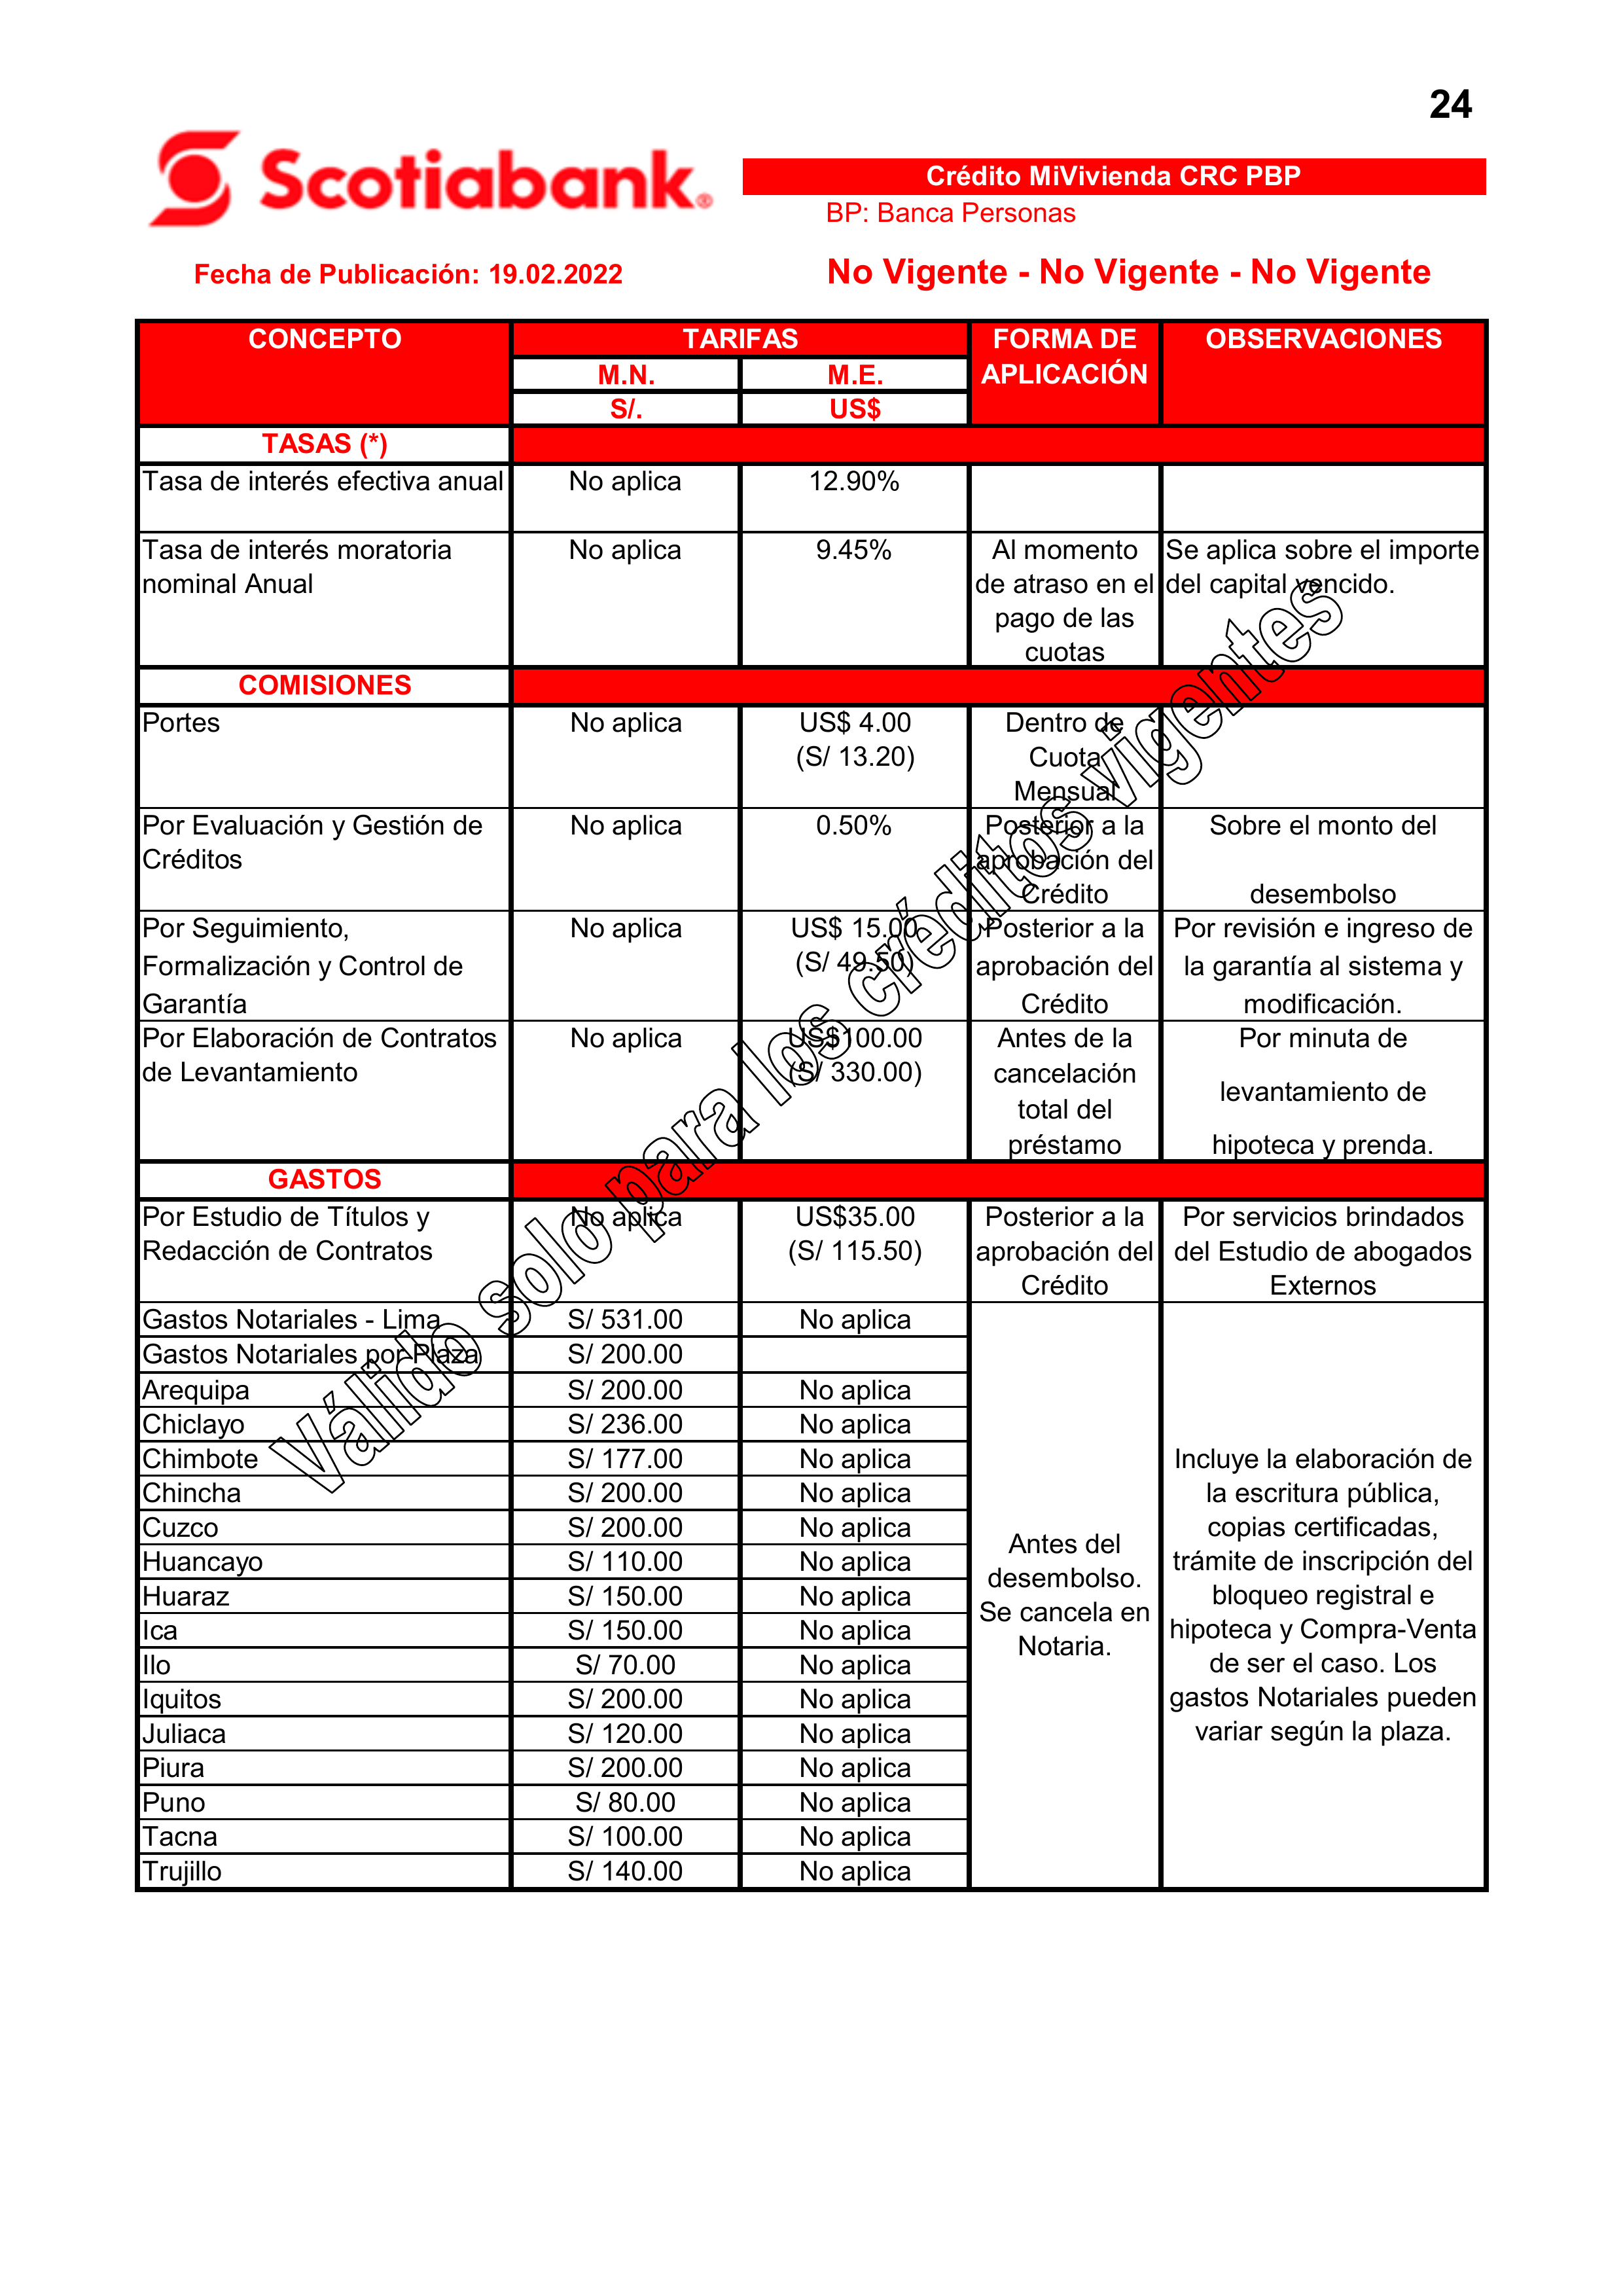 24
Scotiabank®
Crédito MiVivienda CRC PBP
BP: Banca Personas
Fecha de Publicación: 19.02.2022
No Vigente - No Vigente - No Vigente
CONCEPTO TARIFAS FORMA DE APLICACIÓN OBSERVACIONES
M.N. M.E.
S/. US$
TASAS (*)
Tasa de interés efectiva anual No aplica 12.90%
Tasa de interés moratoria No aplica 9.45% Al momento Se aplica sobre el importe
nominal Anual de atraso en el del capital vencido.
pago de las
cuotas
COMISIONES
Portes No aplica US$ 4.00 Dentro de
(S/ 13.20) Cuota
Mensual
Por Evaluación y Gestión de No aplica 0.50% Posterior a la Sobre el monto del
Créditos aprobación del
Crédito desembolso
Por Seguimiento, No aplica US$ 15.00 Posterior a la Por revisión e ingreso de
Formalización y Control de (S/ 49.50) aprobación del la garantía al sistema y
Garantía Crédito modificación.
Por Elaboración de Contratos No aplica US$100.00 Antes de la Por minuta de
de Levantamiento (S/ 330.00) cancelación levantamiento de
total del
préstamo hipoteca y prenda.
GASTOS
Por Estudio de Títulos y No aplica US$35.00 Posterior a la Por servicios brindados
Redacción de Contratos (S/ 115.50) aprobación del del Estudio de abogados
Crédito Externos
Gastos Notariales - Lima S/ 531.00 No aplica
Gastos Notariales por Plaza S/ 200.00
Arequipa S/ 200.00 No aplica
Chiclayo S/ 236.00 No aplica
Chimbote S/ 177.00 No aplica
Chincha S/ 200.00 No aplica
Cuzco S/ 200.00 No aplica
Huancayo S/ 110.00 No aplica
Huaraz S/ 150.00 No aplica
Ica S/ 150.00 No aplica
Ilo S/ 70.00 No aplica
Iquitos S/ 200.00 No aplica
Juliaca S/ 120.00 No aplica
Piura S/ 200.00 No aplica
Puno S/ 80.00 No aplica
Tacna S/ 100.00 No aplica
Trujillo S/ 140.00 No aplica
Antes del
desembolso.
Se cancela en
Notaria.
Incluye la elaboración de
la escritura pública,
copias certificadas,
trámite de inscripción del
bloqueo registral e
hipoteca y Compra-Venta
de ser el caso. Los
gastos Notariales pueden
variar según la plaza.
Válido solo para los créditos vigentes